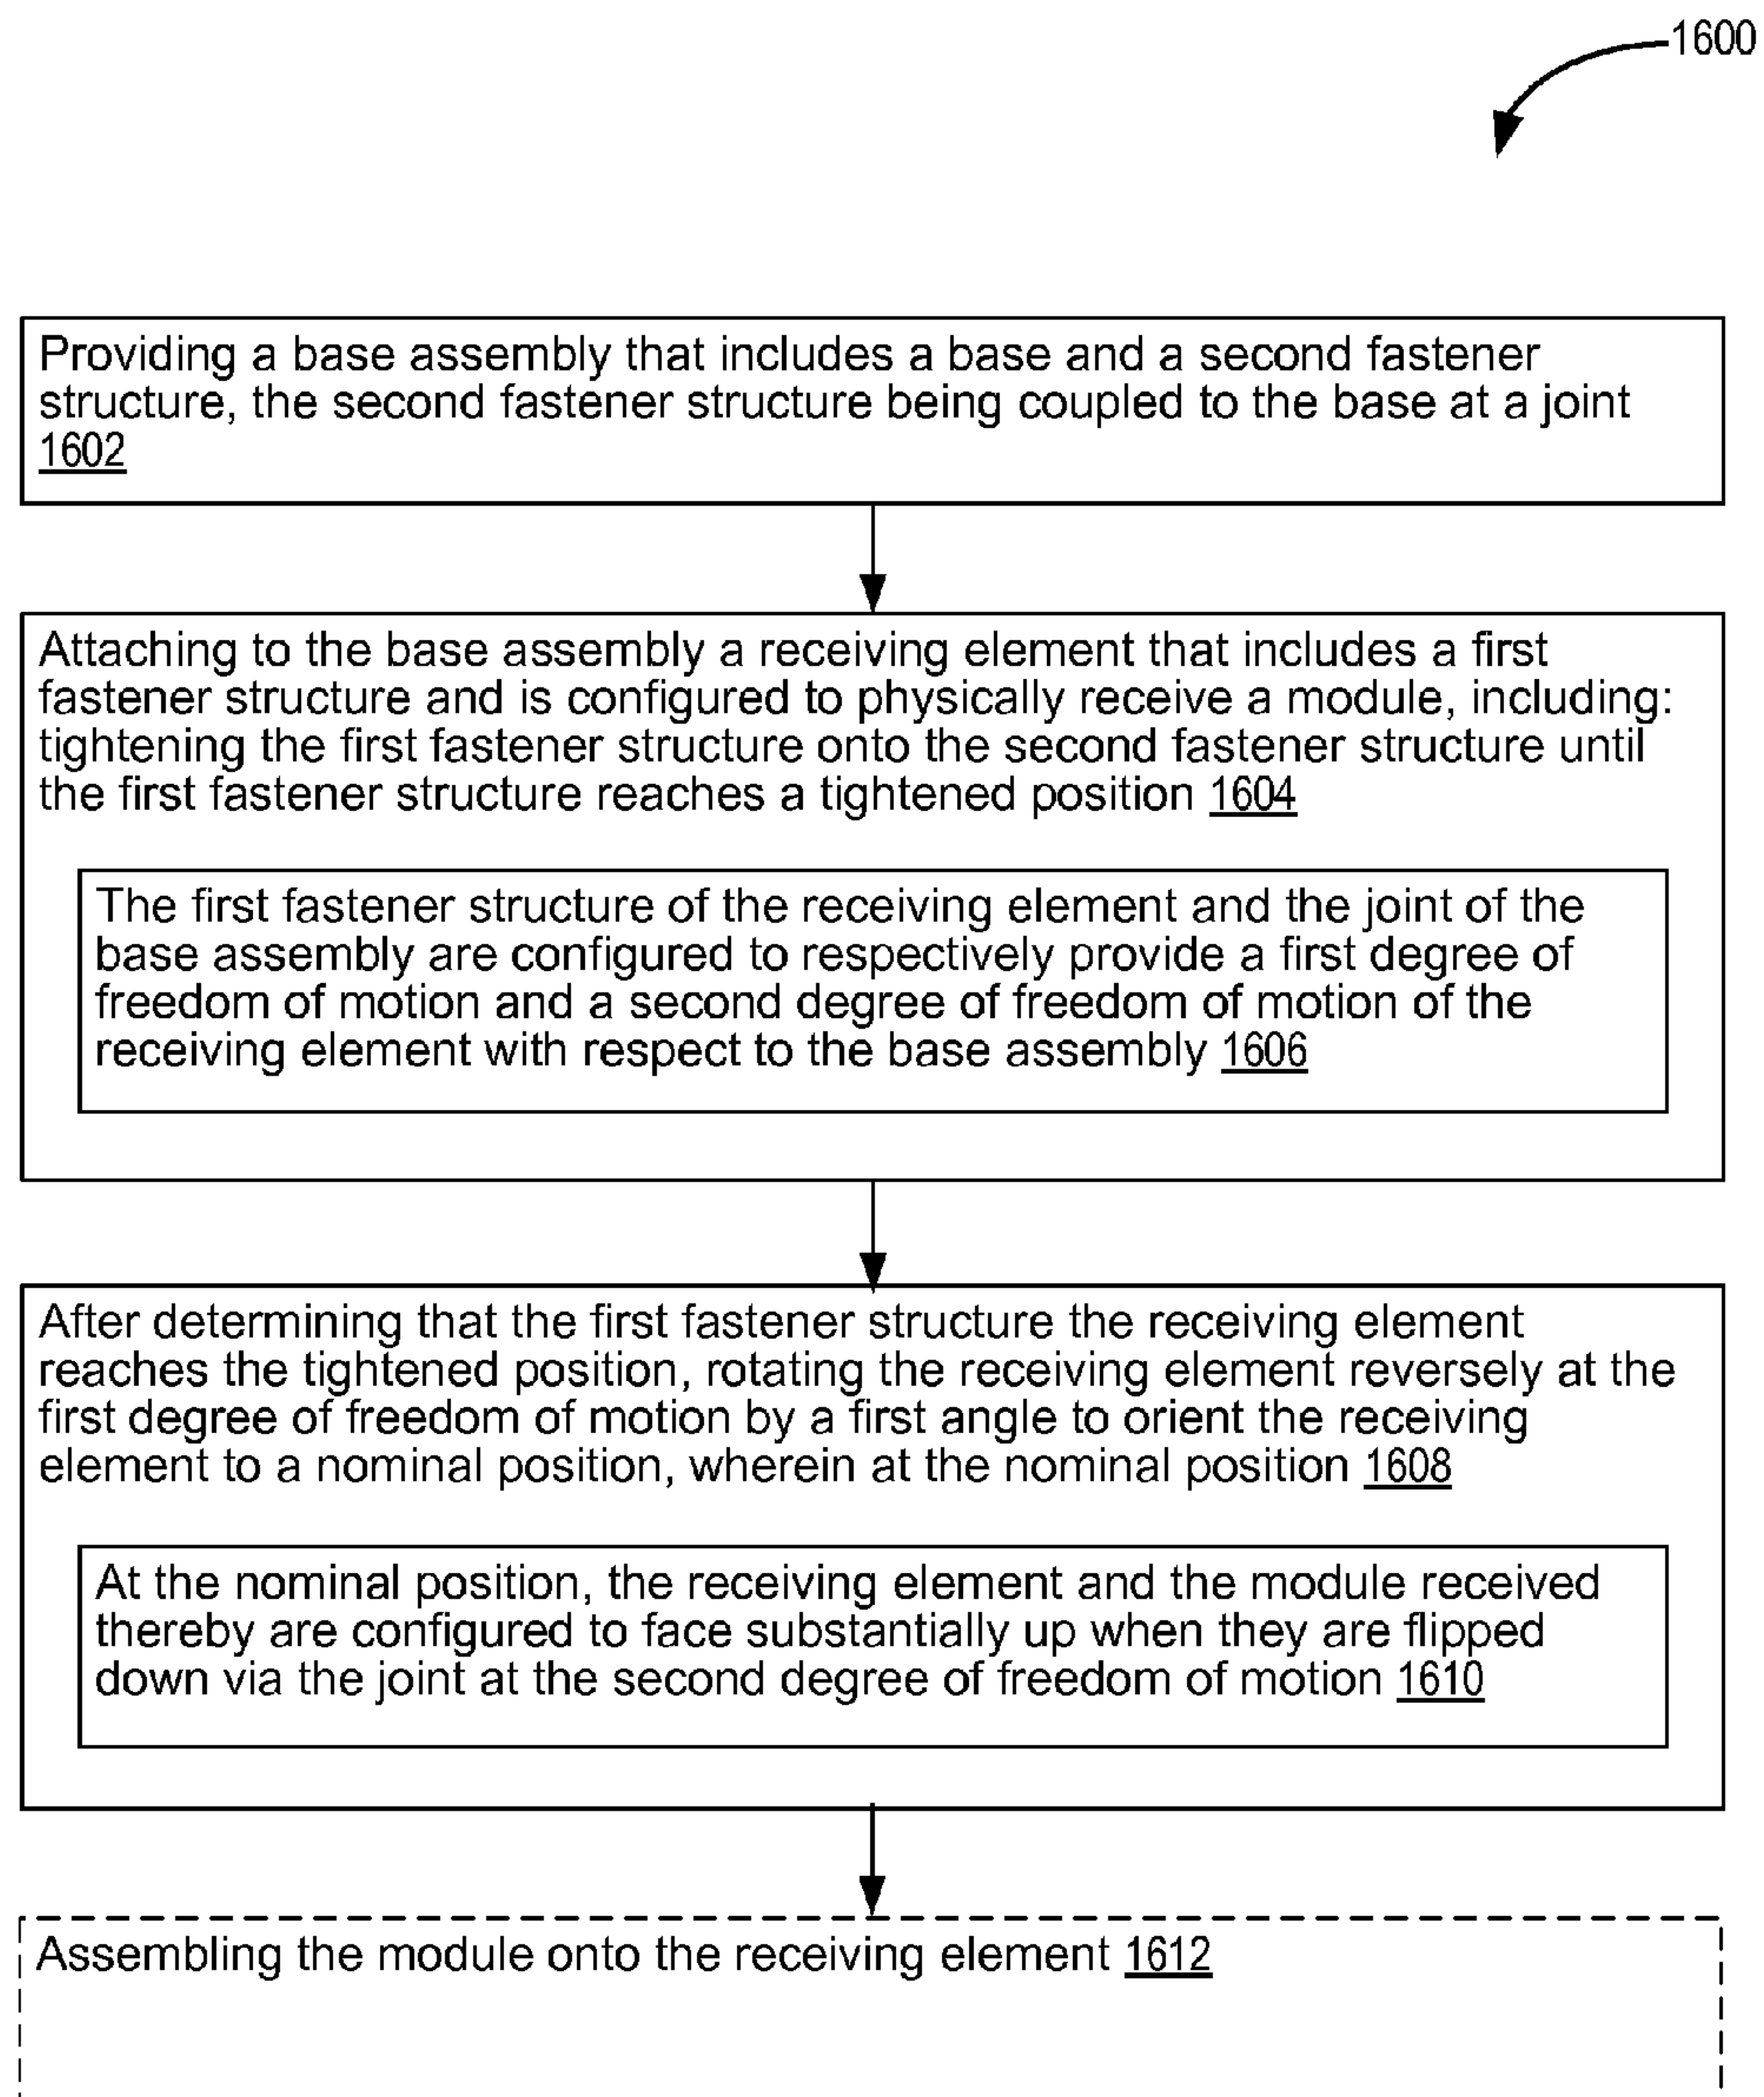 1600
Providing a base assembly that includes a base and a second fastener
structure, the second fastener structure being coupled to the base at a joint
1602
Attaching to the base assembly a receiving element that includes a first
fastener structure and is configured to physically receive a module, including:
tightening the first fastener structure onto the second fastener structure until
the first fastener structure reaches a tightened position 1604
The first fastener structure of the receiving element and the joint of the
base assembly are configured to respectively provide a first degree of
freedom of motion and a second degree of freedom of motion of the
receiving element with respect to the base assembly 1606
After determining that the first fastener structure the receiving element
reaches the tightened position, rotating the receiving element reversely at the
first degree of freedom of motion by a first angle to orient the receiving
element to a nominal position, wherein at the nominal position 1608
At the nominal position, the receiving element and the module received
thereby are configured to face substantially up when they are flipped
down via the joint at the second degree of freedom of motion 1610
Assembling the module onto the receiving element 1612